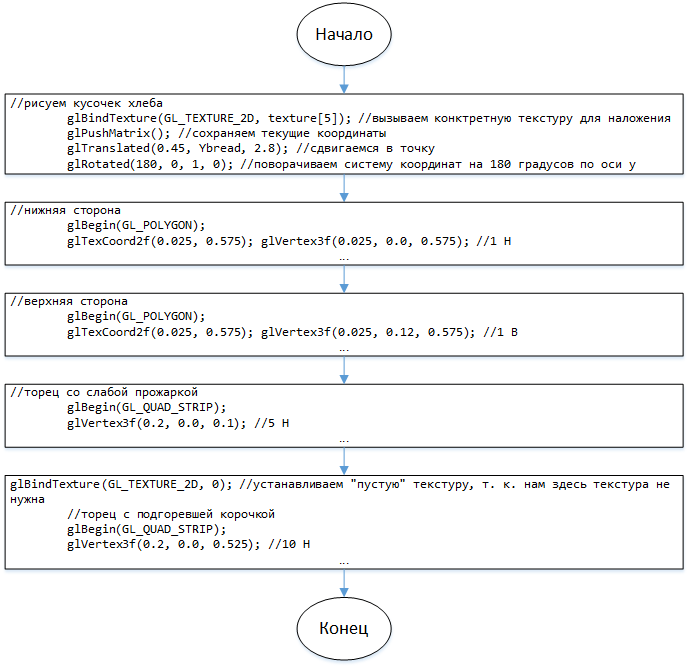 Начало
//рисуем кусочек хлеба
glBindTexture(GL_TEXTURE_2D, texture[5]); //вызываем конктретную текстуру для наложения
glPushMatrix(); //сохраняем текущие координаты
glTranslated(0.45, Ybread, 2.8); //сдвигаемся в точку
glRotated(180, 0, 1, 0); //поворачиваем систему координат на 180 градусов по оси y
//нижняя сторона
glBegin(GL_POLYGON);
glTexCoord2f(0.025, 0.575); glVertex3f(0.025, 0.0, 0.575); //1 Н
...
//верхняя сторона
glBegin(GL_POLYGON);
glTexCoord2f(0.025, 0.575); glVertex3f(0.025, 0.12, 0.575); //1 В
...
//торец со слабой прожаркой
glBegin(GL_QUAD_STRIP);
glVertex3f(0.2, 0.0, 0.1); //5 Н
...
glBindTexture(GL_TEXTURE_2D, 0); //устанавливаем "пустую" текстуру, т. к. нам здесь текстура не
нужна
//торец с подгоревшей корочкой
glBegin(GL_QUAD_STRIP);
glVertex3f(0.2, 0.0, 0.525); //10 Н
...
Конец